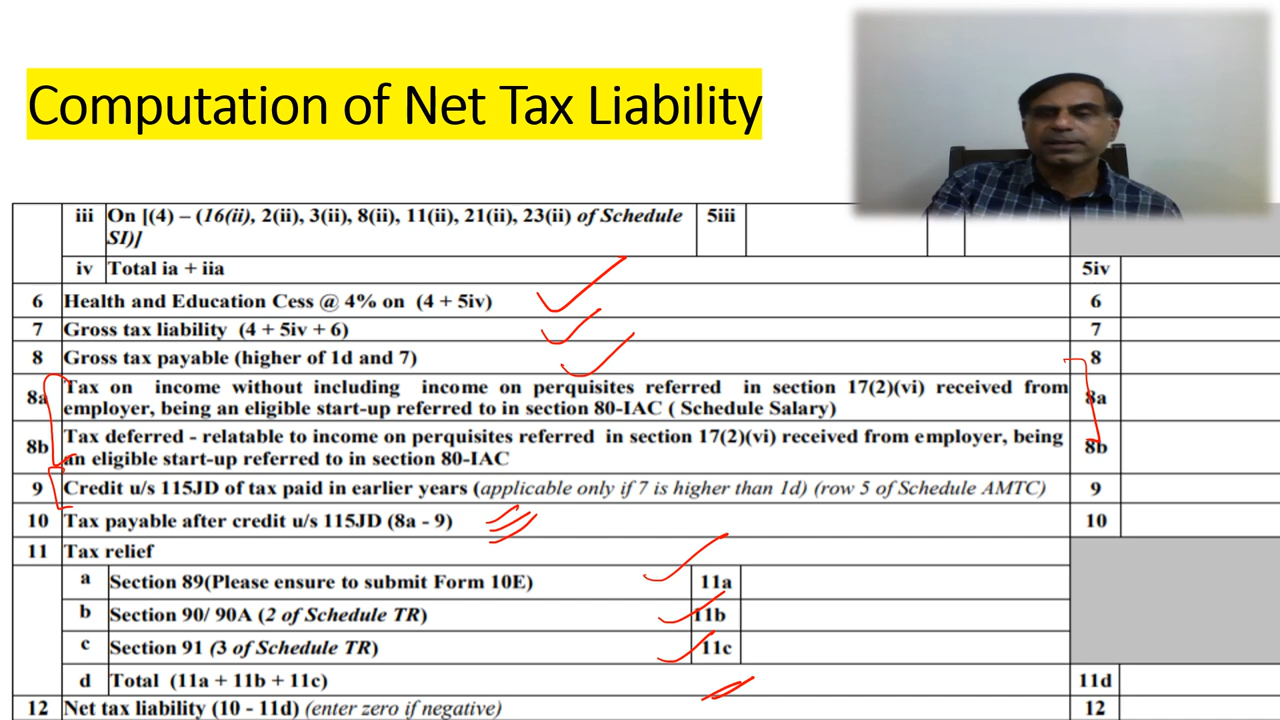 Computation of Net Tax Liability
iii On [(4) – (16(ii), 2(ii), 3(ii), 8(ii), 11(ii), 21(ii), 23(ii) of Schedule 5iii
SI)]
iv Total ia + iia 5iv
6 Health and Education Cess @ 4% on (4 + 5iv) 6
7 Gross tax liability (4 + 5iv + 6) 7
8 Gross tax payable (higher of 1d and 7) 8
8a Tax on income without including income on perquisites referred in section 17(2)(vi) received from 8a
employer, being an eligible start-up referred to in section 80-IAC ( Schedule Salary)
8b Tax deferred - relatable to income on perquisites referred in section 17(2)(vi) received from employer, being 8b
an eligible start-up referred to in section 80-IAC
9 Credit u/s 115JD of tax paid in earlier years (applicable only if 7 is higher than 1d) (row 5 of Schedule AMTC) 9
10 Tax payable after credit u/s 115JD (8a - 9) 10
11 Tax relief
a Section 89(Please ensure to submit Form 10E) 11a
b Section 90/ 90A (2 of Schedule TR) 11b
c Section 91 (3 of Schedule TR) 11c
d Total (11a + 11b + 11c) 11d
12 Net tax liability (10 - 11d) (enter zero if negative) 12